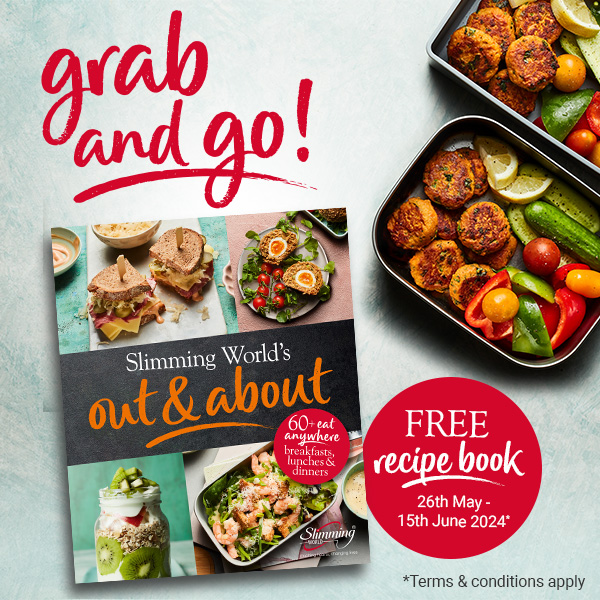 grab
and go!
Slimming World's
out & about
60+ eat
anywhere
breakfasts,
lunches &
dinners
Slimming
WORLD
FREE
recipe book
26th May -
15th June 2024*
*Terms & conditions apply